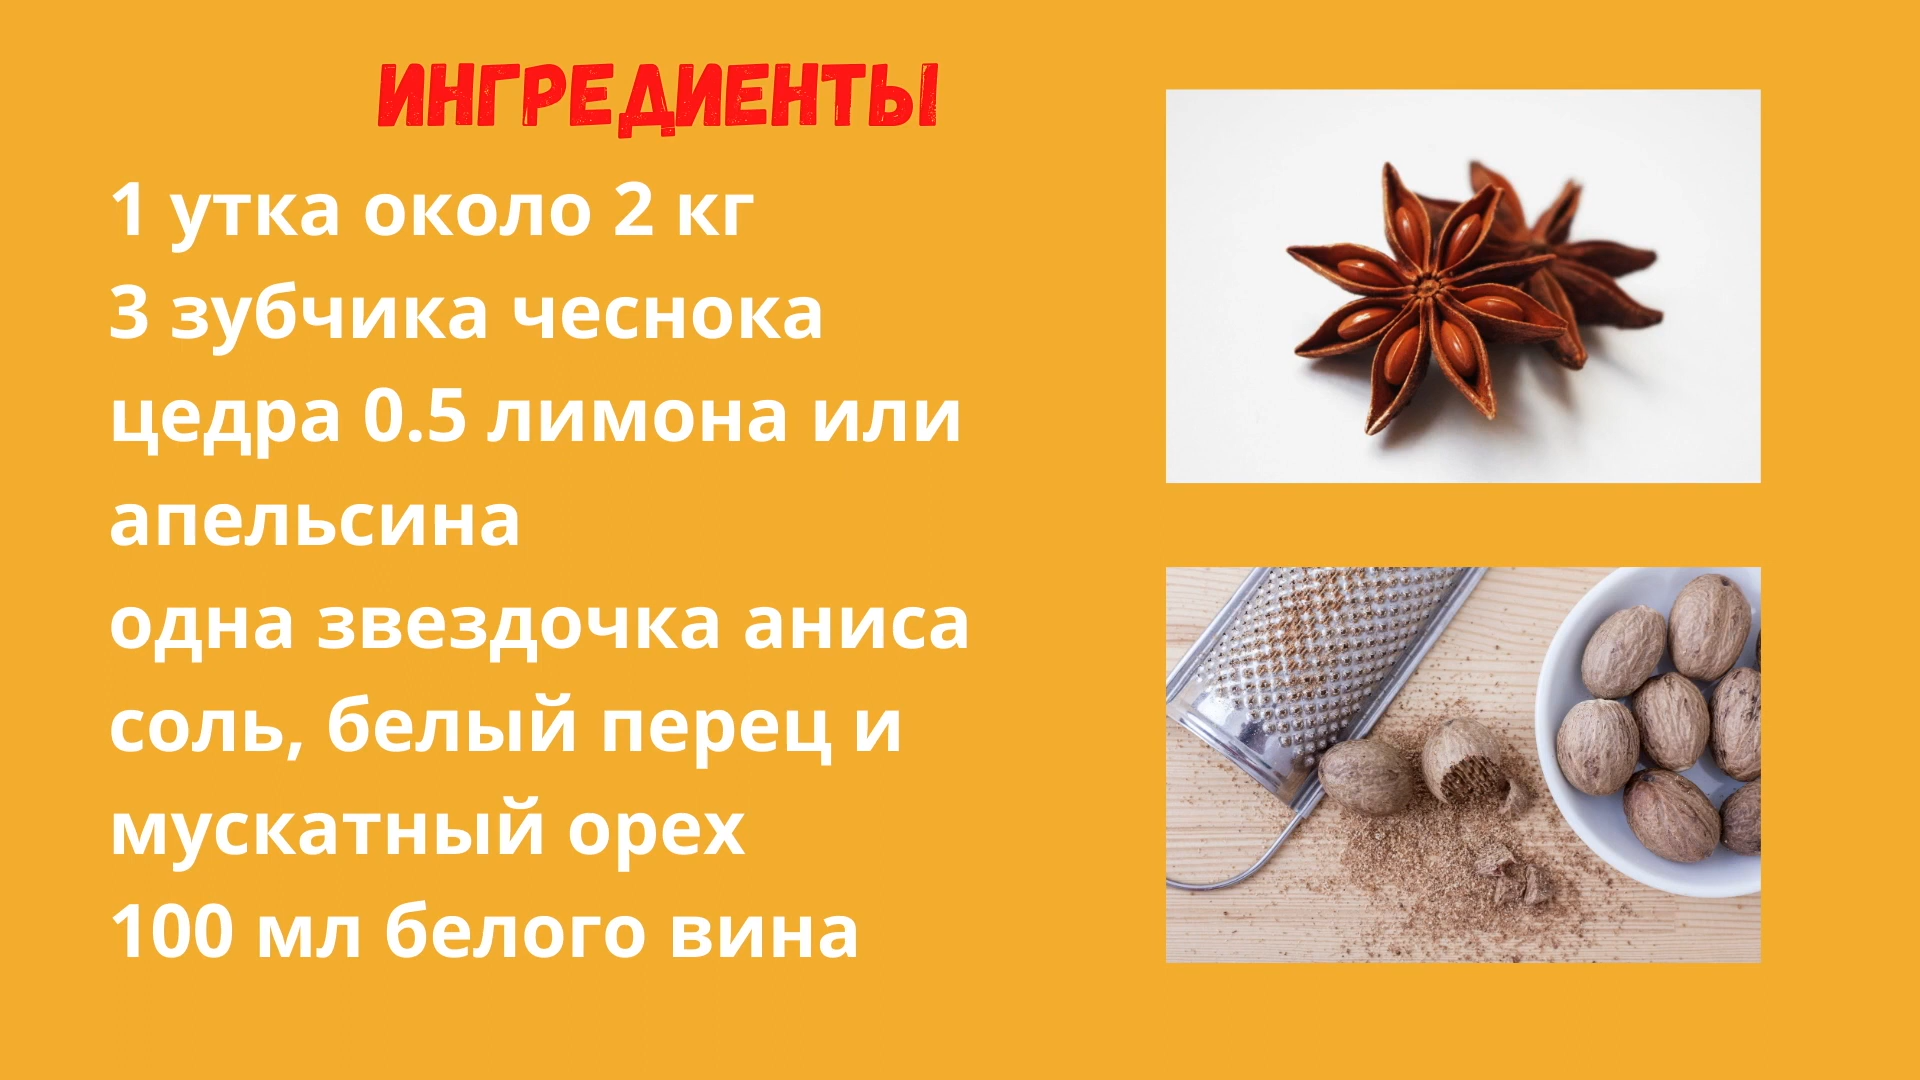 ИНГРЕДИЕНТЫ
1 утка около 2 кг
3 зубчика чеснока
цедра 0.5 лимона или
апельсина
одна звездочка аниса
соль, белый перец и
мускатный орех
100 мл белого вина